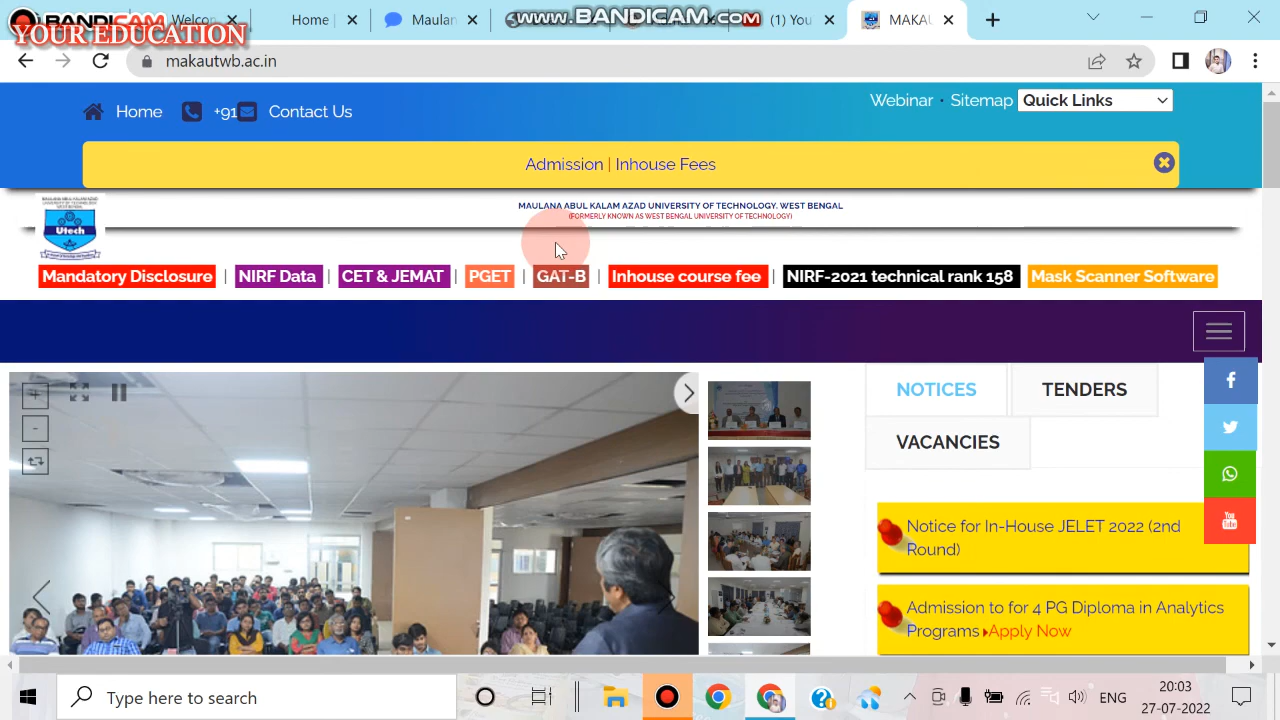 BANDICAM
Welcon
Home |
Maulan
WWW.BANDICAM.COM
(1) You
MAKAU
YOUR EDUCATION
makautwb.ac.in
Home
+91
Contact Us
Webinar · Sitemap
Quick Links
Admission | Inhouse Fees
MAULANA ABUL KALAM AZAD UNIVERSITY OF TECHNOLOGY, WEST BENGAL
(FORMERLY KNOWN AS WEST BENGAL UNIVERSITY OF TECHNOLOGY)
Utech
Mandatory Disclosure | NIRF Data | CET & JEMAT | PGET | GAT-B | Inhouse course fee | NIRF-2021 technical rank 158 Mask Scanner Software
NOTICES
TENDERS
VACANCIES
Notice for In-House JELET 2022 (2nd
Round)
Admission to for 4 PG Diploma in Analytics
Programs Apply Now
You
Tube
Type here to search
ENG
20:03
27-07-2022